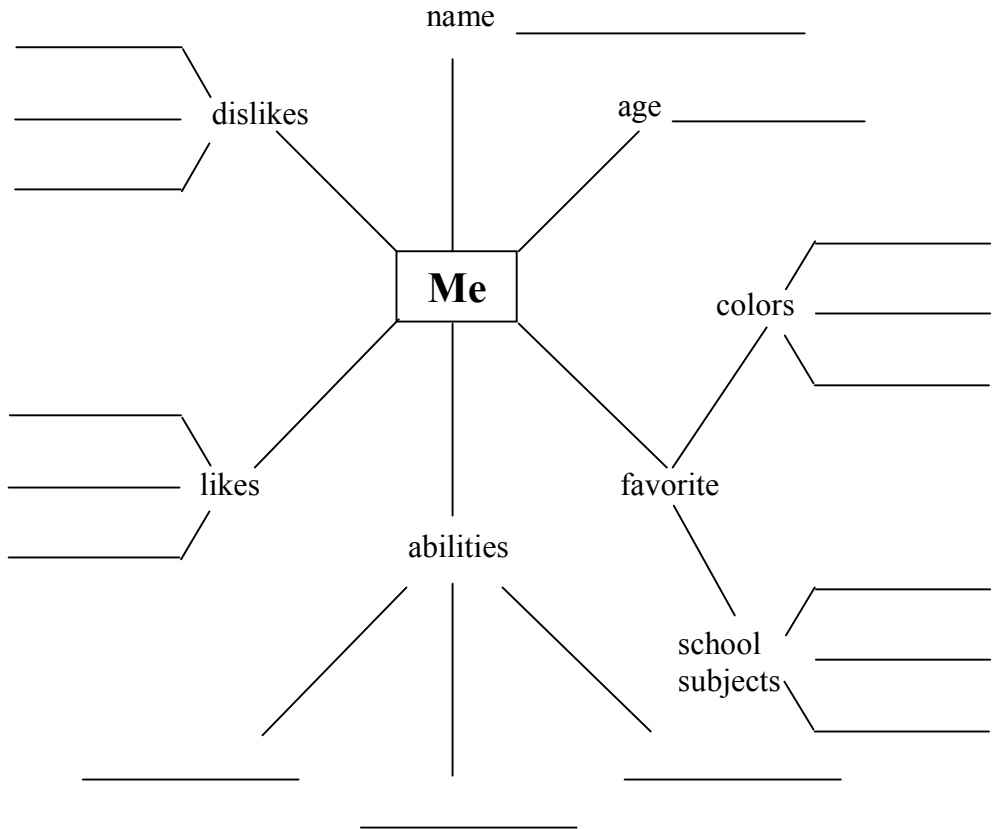 name
age
dislikes
Me
colors
likes
favorite
abilities
school
subjects